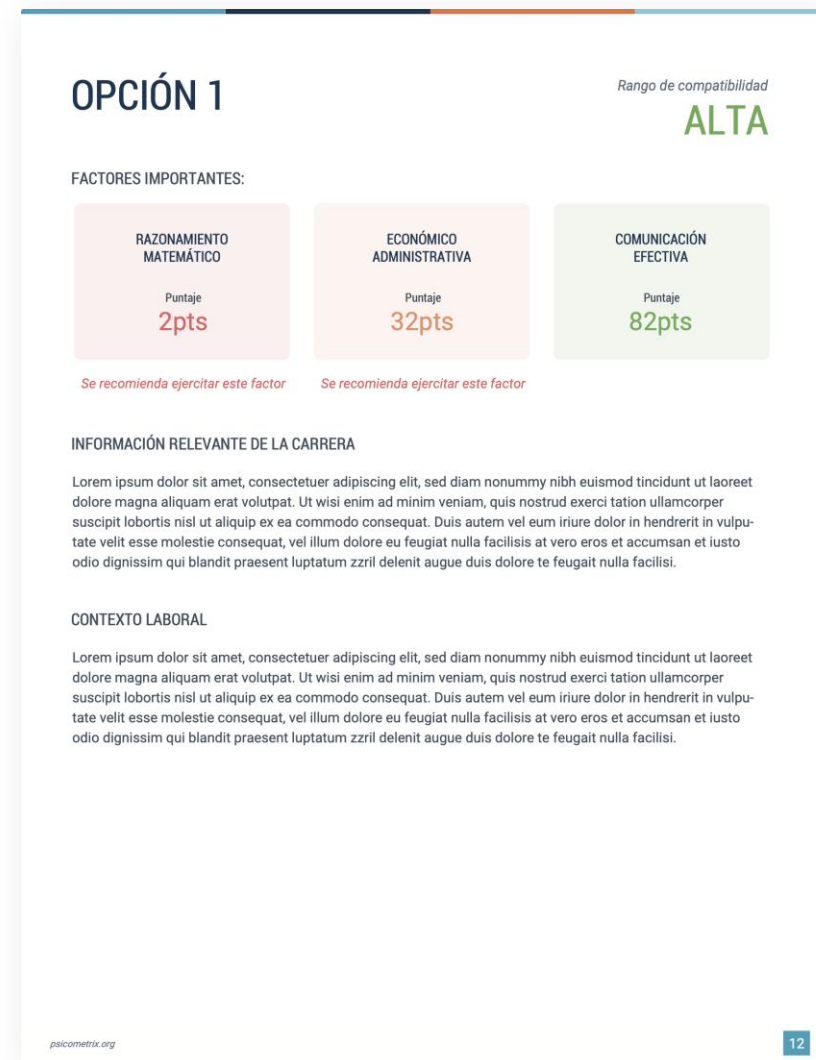 OPCIÓN 1
Rango de compatibilidad
ALTA
FACTORES IMPORTANTES:
RAZONAMIENTO
MATEMÁTICO
Puntaje
2pts
ECONÓMICO
ADMINISTRATIVA
Puntaje
32pts
COMUNICACIÓN
EFECTIVA
Puntaje
82pts
Se recomienda ejercitar este factor
Se recomienda ejercitar este factor
INFORMACIÓN RELEVANTE DE LA CARRERA
Lorem ipsum dolor sit amet, consectetuer adipiscing elit, sed diam nonummy nibh euismod tincidunt ut laoreet
dolore magna aliquam erat volutpat. Ut wisi enim ad minim veniam, quis nostrud exerci tation ullamcorper
suscipit lobortis nisl ut aliquip ex ea commodo consequat. Duis autem vel eum iriure dolor in hendrerit in vulpu-
tate velit esse molestie consequat, vel illum dolore eu feugiat nulla facilisis at vero eros et accumsan et iusto
odio dignissim qui blandit praesent luptatum zzril delenit augue duis dolore te feugait nulla facilisi.
CONTEXTO LABORAL
Lorem ipsum dolor sit amet, consectetuer adipiscing elit, sed diam nonummy nibh euismod tincidunt ut laoreet
dolore magna aliquam erat volutpat. Ut wisi enim ad minim veniam, quis nostrud exerci tation ullamcorper
suscipit lobortis nisl ut aliquip ex ea commodo consequat. Duis autem vel eum iriure dolor in hendrerit in vulpu-
tate velit esse molestie consequat, vel illum dolore eu feugiat nulla facilisis at vero eros et accumsan et iusto
odio dignissim qui blandit praesent luptatum zzril delenit augue duis dolore te feugait nulla facilisi.
psicometrix.org
12